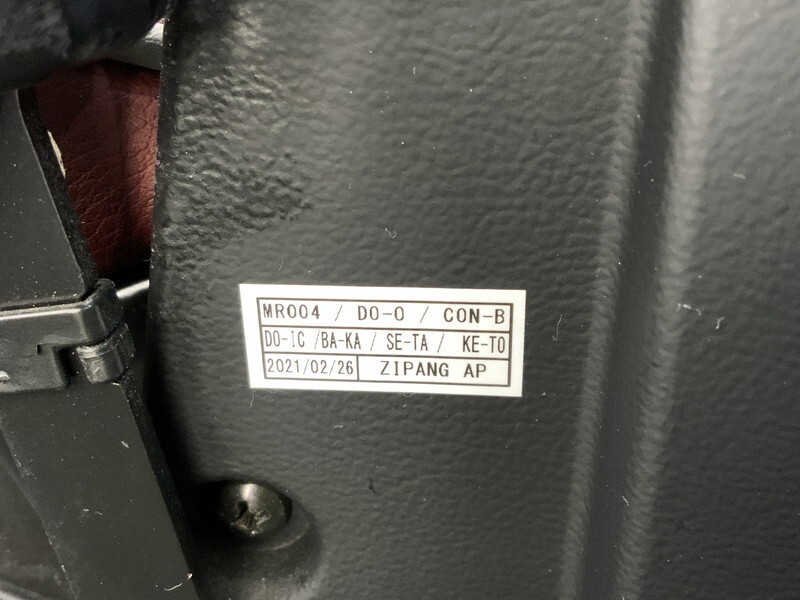 MR004 / DO-O / CON-B
DO-IC /BA-KA / SE-TA / KE-TO
2021/02/26 ZIPANG AP